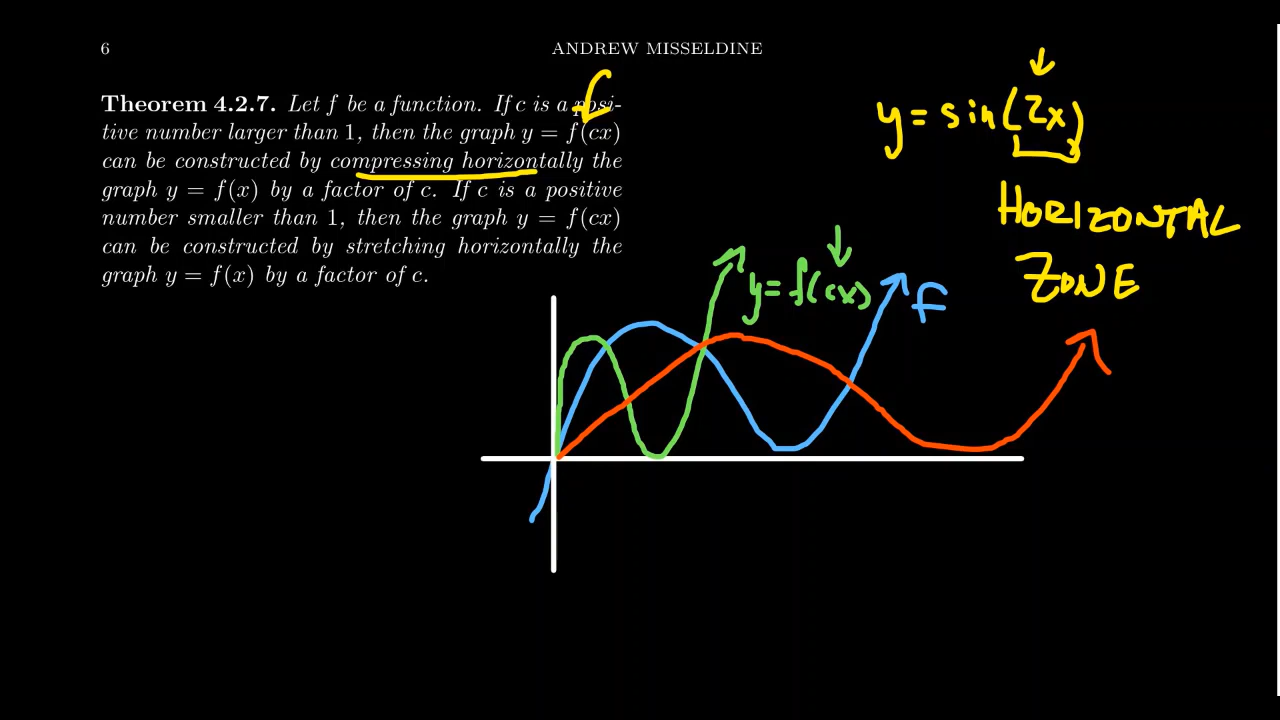 6
ANDREW MISSELDINE
Theorem 4.2.7. Let f be a function. If c is a posi-
tive number larger than 1, then the graph y = f(cx)
can be constructed by compressing horizontally the
graph y = f(x) by a factor of c. If c is a positive
number smaller than 1, then the graph y = f(cx)
can be constructed by stretching horizontally the
graph y = f(x) by a factor of c.
y = sin(2x)
HORIZONTAL
ZONE
y = f(cx)
f